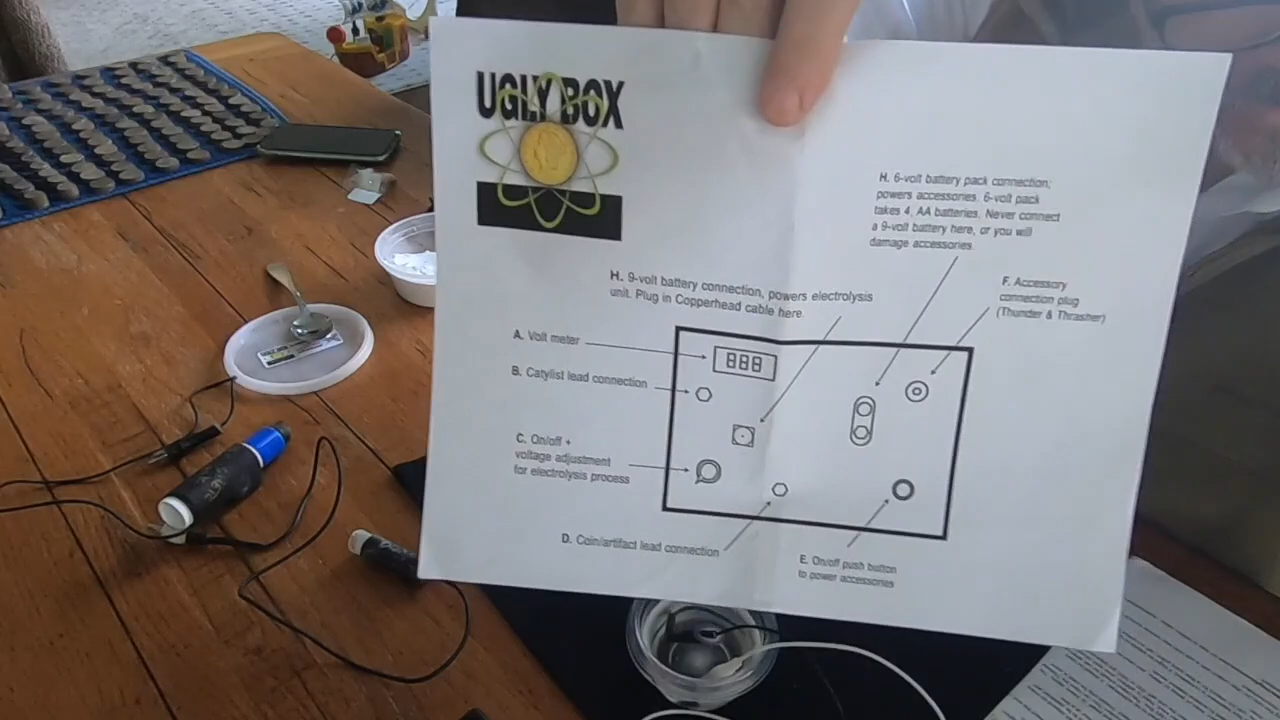 UGLY BOX
H. 6-volt battery pack connection;
powers accessories. 6-volt pack
takes 4, AA batteries. Never connect
a 9-volt battery here, or you will
damage accessories.
H. 9-volt battery connection, powers electrolysis
unit. Plug in Copperhead cable here.
F. Accessory
connection plug
(Thunder & Thrasher)
A. Volt meter
888
B. Catylist lead connection
C. On/off +
voltage adjustment
for electrolysis process
D. Coin/artifact lead connection
E. On/off push button
to power accessories